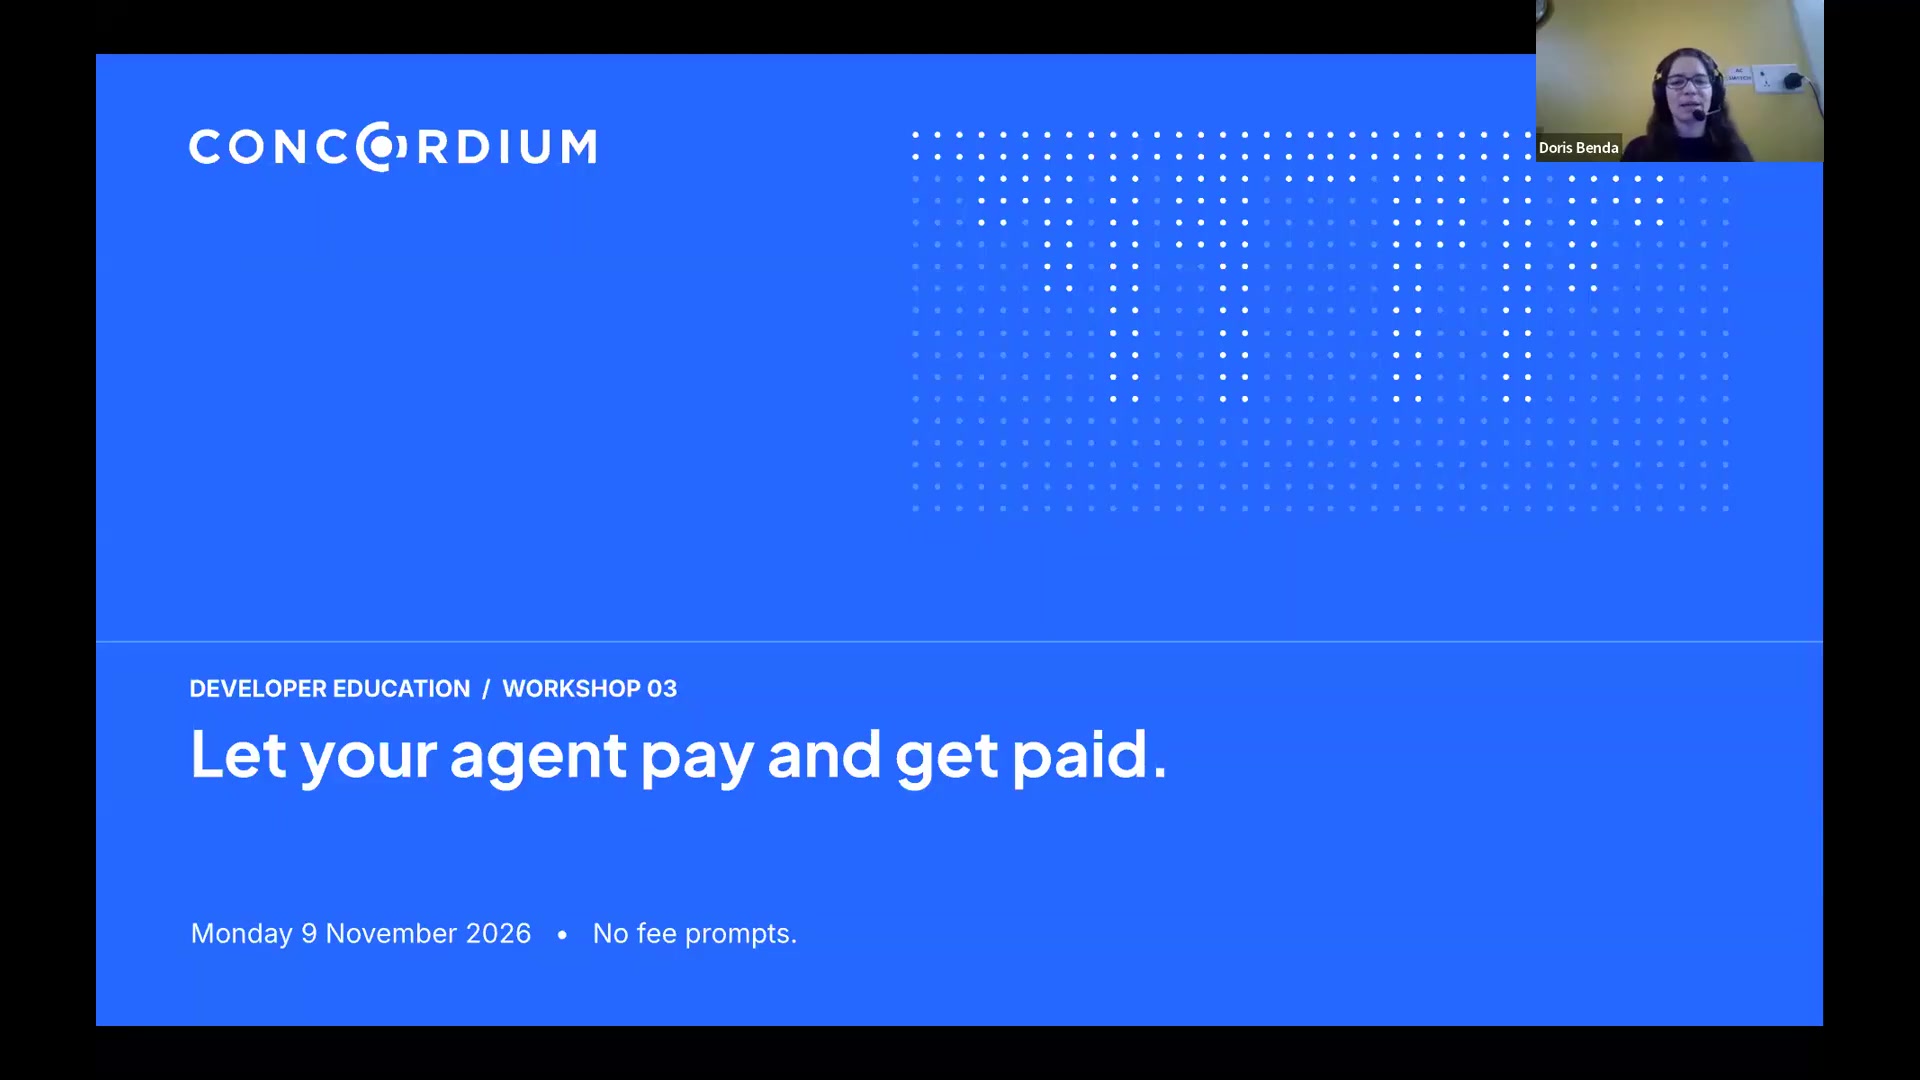 CONCORDIUM
Doris Benda
DEVELOPER EDUCATION / WORKSHOP 03
Let your agent pay and get paid.
Monday 9 November 2026 • No fee prompts.